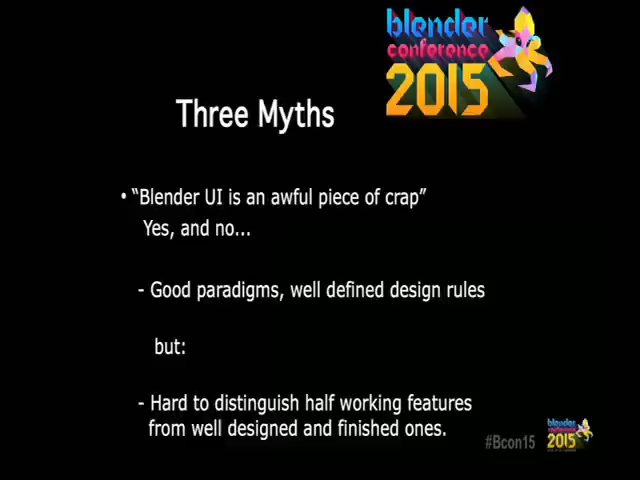 blender
conference
2015
Three Myths
• “Blender UI is an awful piece of crap”
Yes, and no...
- Good paradigms, well defined design rules
but:
- Hard to distinguish half working features
from well designed and finished ones.
#Bcon15
blender
conference
2015